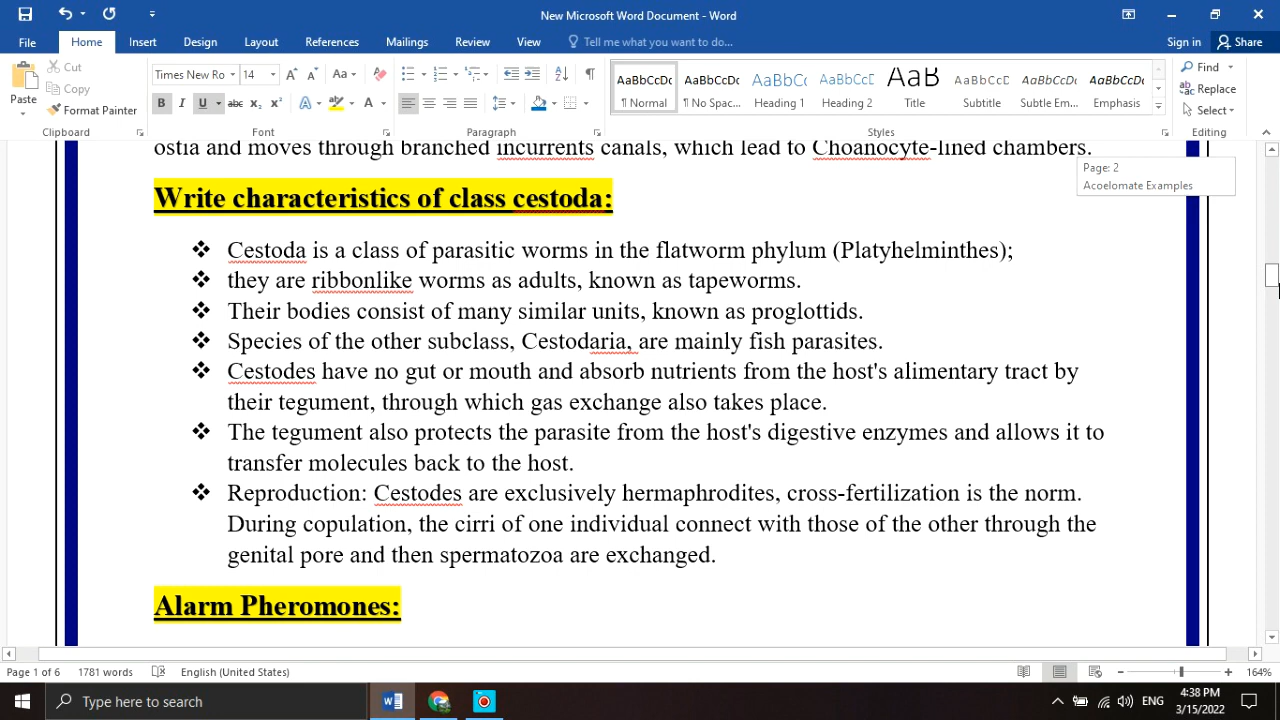 New Microsoft Word Document - Word
File Home Insert Design Layout References Mailings Review View Tell me what you want to do... Sign in Share
Cut
Copy
Format Painter
Paste
Clipboard
Times New Ro 14
Font
Paragraph
AaBbCcDc AaBbCcDc AaBbCc AaBbCcD AaB AaBbCcD AaBbCcDc AaBbCcDc
¶ Normal ¶ No Spac... Heading 1 Heading 2 Title Subtitle Subtle Em... Emphasis
Styles
Find
Replace
Select
Editing
ostia and moves through branched incurrents canals, which lead to Choanocyte-lined chambers.
Page: 2
Acoelomate Examples
Write characteristics of class cestoda:
❖ Cestoda is a class of parasitic worms in the flatworm phylum (Platyhelminthes);
❖ they are ribbonlike worms as adults, known as tapeworms.
❖ Their bodies consist of many similar units, known as proglottids.
❖ Species of the other subclass, Cestodaria, are mainly fish parasites.
❖ Cestodes have no gut or mouth and absorb nutrients from the host's alimentary tract by
their tegument, through which gas exchange also takes place.
❖ The tegument also protects the parasite from the host's digestive enzymes and allows it to
transfer molecules back to the host.
❖ Reproduction: Cestodes are exclusively hermaphrodites, cross-fertilization is the norm.
During copulation, the cirri of one individual connect with those of the other through the
genital pore and then spermatozoa are exchanged.
Alarm Pheromones:
Page 1 of 6 1781 words English (United States) 164%
Type here to search
ENG
4:38 PM
3/15/2022